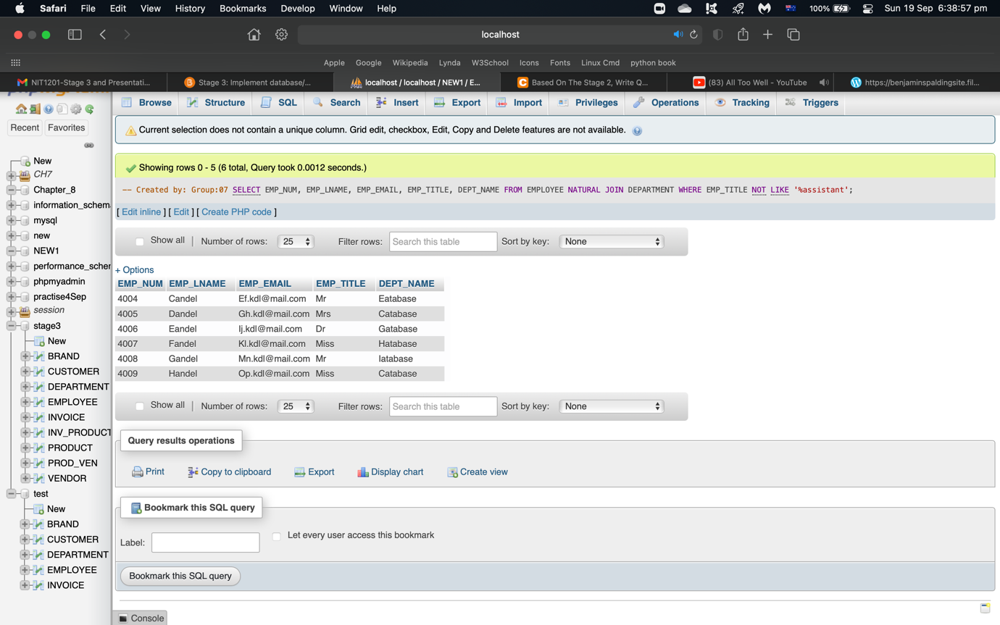 Safari File Edit View History Bookmarks Develop Window Help 100% Sun 19 Sep 6:38:57 pm
localhost
Apple Google Wikipedia Lynda W3School Icons Fonts Linux Cmd python book
NIT1201-Stage 3 and Presentati... Stage 3: Implement database/... localhost / localhost / NEW1 / E... Based On The Stage 2, Write Q... (83) All Too Well - YouTube https://benjaminspaldingsite.fil...
Browse Structure SQL Search Insert Export Import Privileges Operations Tracking Triggers
Recent Favorites
New
CH7
Chapter_8
information_schem
mysql
new
NEW1
performance_scher
phpmyadmin
practise4Sep
session
stage3
New
BRAND
CUSTOMER
DEPARTMENT
EMPLOYEE
INVOICE
INV_PRODUCT
PRODUCT
PROD_VEN
VENDOR
test
New
BRAND
CUSTOMER
DEPARTMENT
EMPLOYEE
INVOICE
Current selection does not contain a unique column. Grid edit, checkbox, Edit, Copy and Delete features are not available.
Showing rows 0 - 5 (6 total, Query took 0.0012 seconds.)
-- Created by: Group:07 SELECT EMP_NUM, EMP_LNAME, EMP_EMAIL, EMP_TITLE, DEPT_NAME FROM EMPLOYEE NATURAL JOIN DEPARTMENT WHERE EMP_TITLE NOT LIKE '%assistant';
[ Edit inline ] [ Edit ] [ Create PHP code ]
Show all | Number of rows: 25 Filter rows: Search this table Sort by key: None
+ Options
EMP_NUM EMP_LNAME EMP_EMAIL EMP_TITLE DEPT_NAME
4004 Candel Ef.kdl@mail.com Mr Eatabase
4005 Dandel Gh.kdl@mail.com Mrs Catabase
4006 Eandel Ij.kdl@mail.com Dr Gatabase
4007 Fandel Kl.kdl@mail.com Miss Hatabase
4008 Gandel Mn.kdl@mail.com Mr Iatabase
4009 Handel Op.kdl@mail.com Miss Catabase
Show all | Number of rows: 25 Filter rows: Search this table Sort by key: None
Query results operations
Print Copy to clipboard Export Display chart Create view
Bookmark this SQL query
Label: Let every user access this bookmark
Bookmark this SQL query
Console